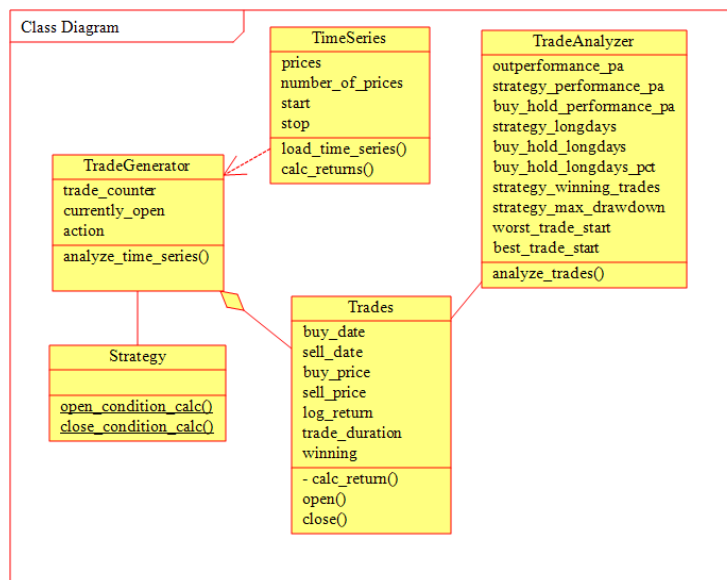 Class Diagram
TimeSeries
prices
number_of_prices
start
stop
load_time_series()
calc_returns()
TradeAnalyzer
outperformance_pa
strategy_performance_pa
buy_hold_performance_pa
strategy_longdays
buy_hold_longdays
buy_hold_longdays_pct
strategy_winning_trades
strategy_max_drawdown
worst_trade_start
best_trade_start
analyze_trades()
TradeGenerator
trade_counter
currently_open
action
analyze_time_series()
Strategy
open_condition_calc()
close_condition_calc()
Trades
buy_date
sell_date
buy_price
sell_price
log_return
trade_duration
winning
- calc_return()
open()
close()